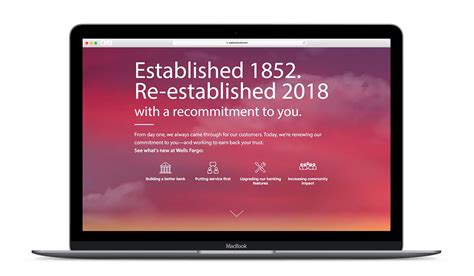 Established 1852.
Re-established 2018
with a recommitment to you.
From day one, we always came through for our customers. Today, we're renewing our
commitment to you—and working to earn back your trust.
See what's new at Wells Fargo:
Building a better bank
Putting service first
Upgrading our banking
features
Increasing community
impact
MacBook